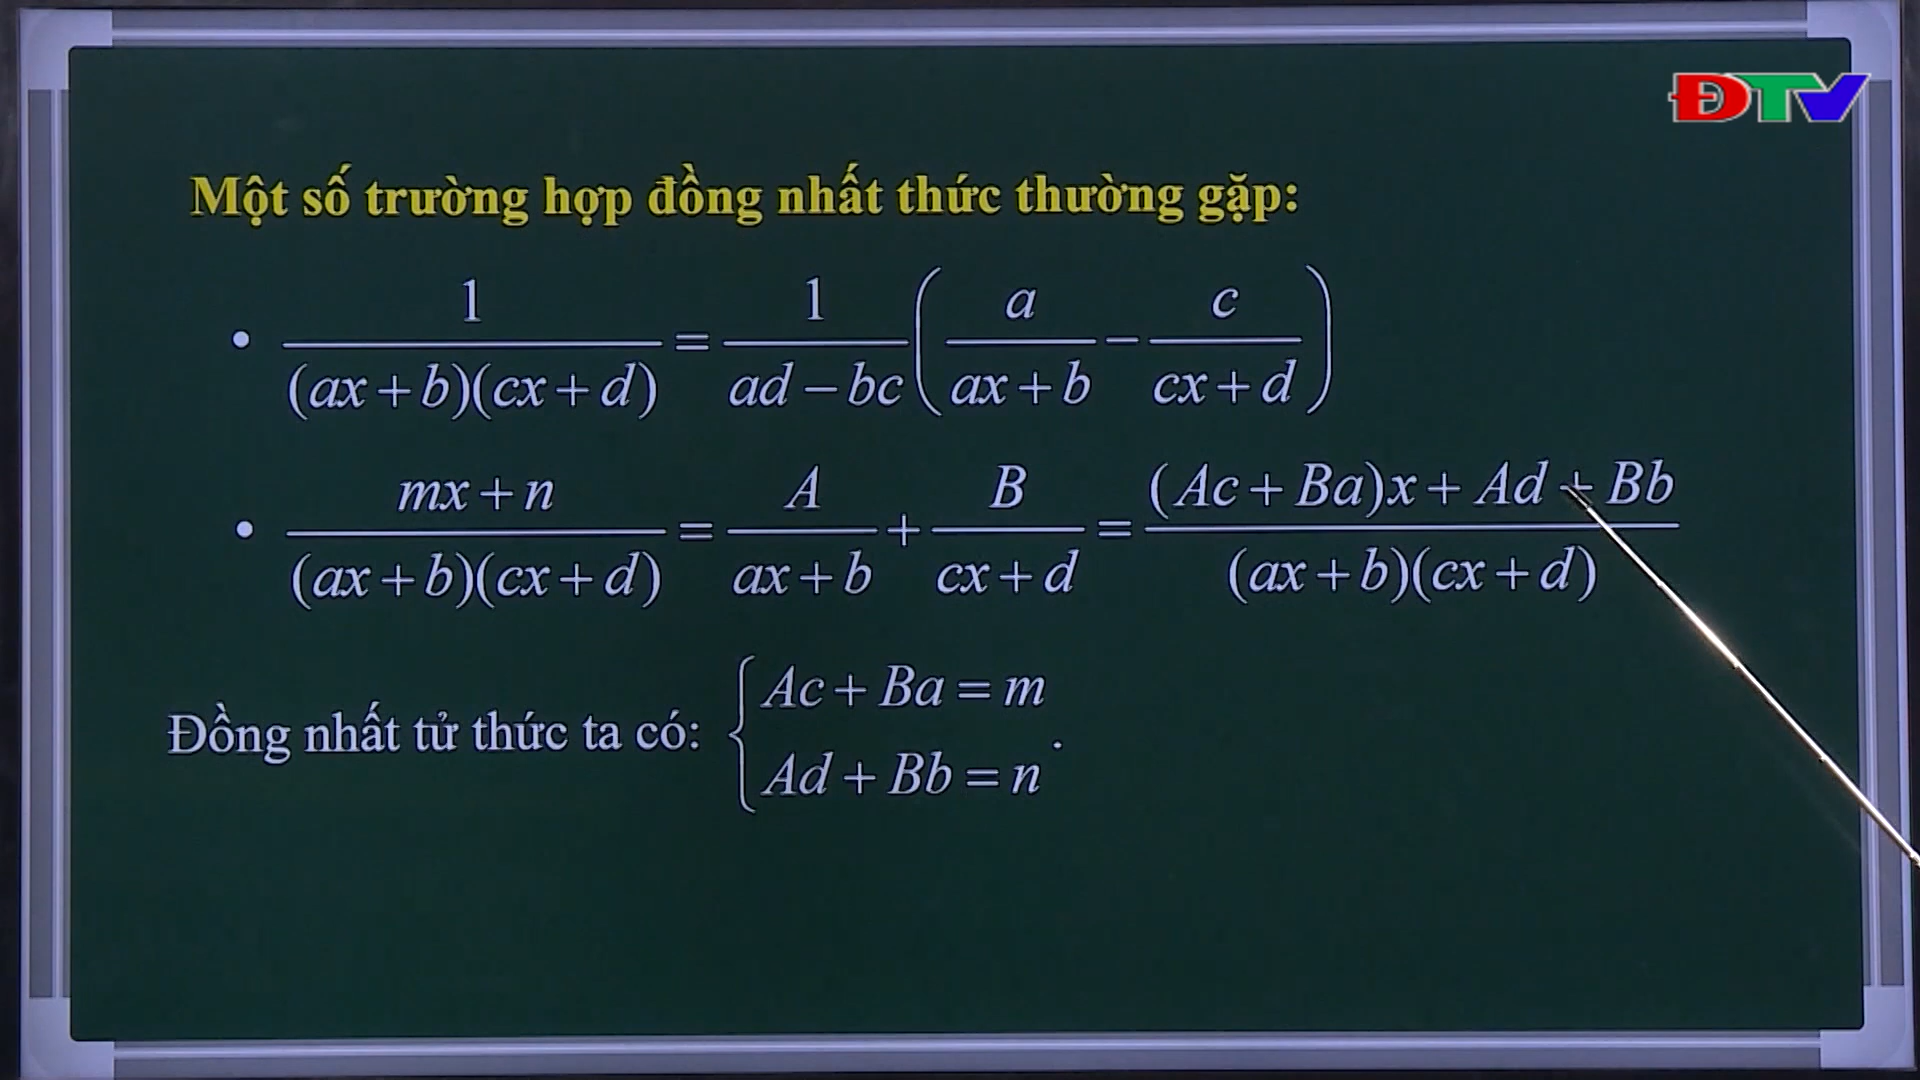 ĐTV
Một số trường hợp đồng nhất thức thường gặp:
• 1/((ax + b)(cx + d)) = 1/(ad − bc) (a/(ax + b) − c/(cx + d))
• (mx + n)/((ax + b)(cx + d)) = A/(ax + b) + B/(cx + d) = ((Ac + Ba)x + Ad + Bb)/((ax + b)(cx + d))
Đồng nhất tử thức ta có: { Ac + Ba = m
Ad + Bb = n .